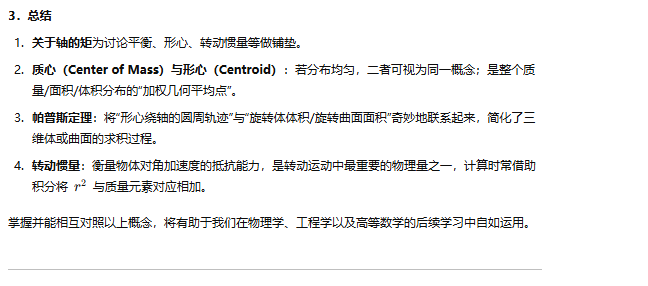 3. 总结
1. 关于轴的矩为讨论平衡、形心、转动惯量等做铺垫。
2. 质心（Center of Mass）与形心（Centroid）: 若分布均匀，二者可视为同一概念；是整个质
量/面积/体积分布的“加权几何平均点”。
3. 帕普斯定理：将“形心绕轴的圆周轨迹”与“旋转体体积/旋转曲面面积”奇妙地联系起来，简化了三
维体或曲面的求积过程。
4. 转动惯量：衡量物体对角加速度的抵抗能力，是转动运动中最重要的物理量之一，计算时常借助
积分将 r² 与质量元素对应相加。
掌握并能相互对照以上概念，将有助于我们在物理学、工程学以及高等数学的后续学习中自如运用。